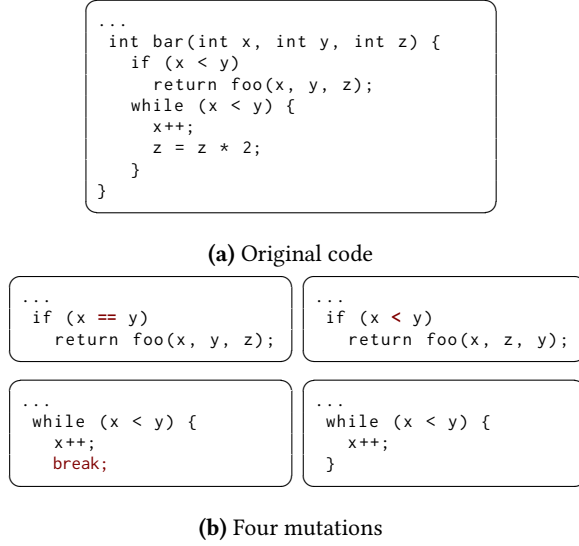 ...
int bar(int x, int y, int z) {
if (x < y)
return foo(x, y, z);
while (x < y) {
x++;
z = z * 2;
}
}
(a) Original code
...
if (x == y)
return foo(x, y, z);
...
if (x < y)
return foo(x, z, y);
...
while (x < y) {
x++;
break;
...
while (x < y) {
x++;
}
(b) Four mutations